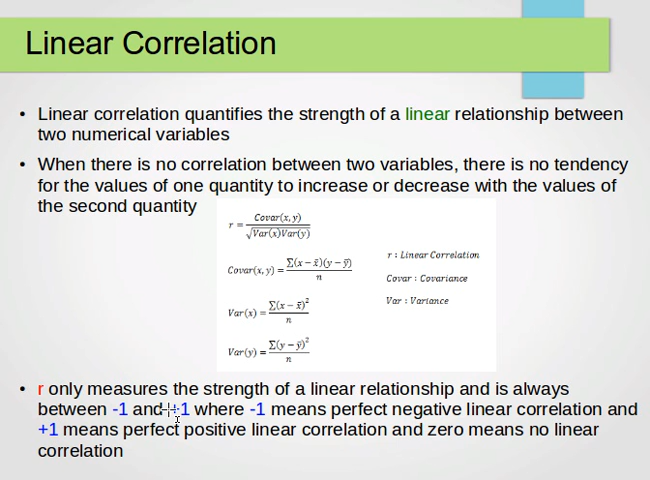 Linear Correlation
• Linear correlation quantifies the strength of a linear relationship between
two numerical variables
• When there is no correlation between two variables, there is no tendency
for the values of one quantity to increase or decrease with the values of
the second quantity
r = Covar(x, y) / √Var(x)Var(y)
Covar(x, y) = Σ(x − x̄)(y − ȳ) / n
Var(x) = Σ(x − x̄)² / n
Var(y) = Σ(y − ȳ)² / n
r : Linear Correlation
Covar : Covariance
Var : Variance
• r only measures the strength of a linear relationship and is always
between -1 and +1 where -1 means perfect negative linear correlation and
+1 means perfect positive linear correlation and zero means no linear
correlation